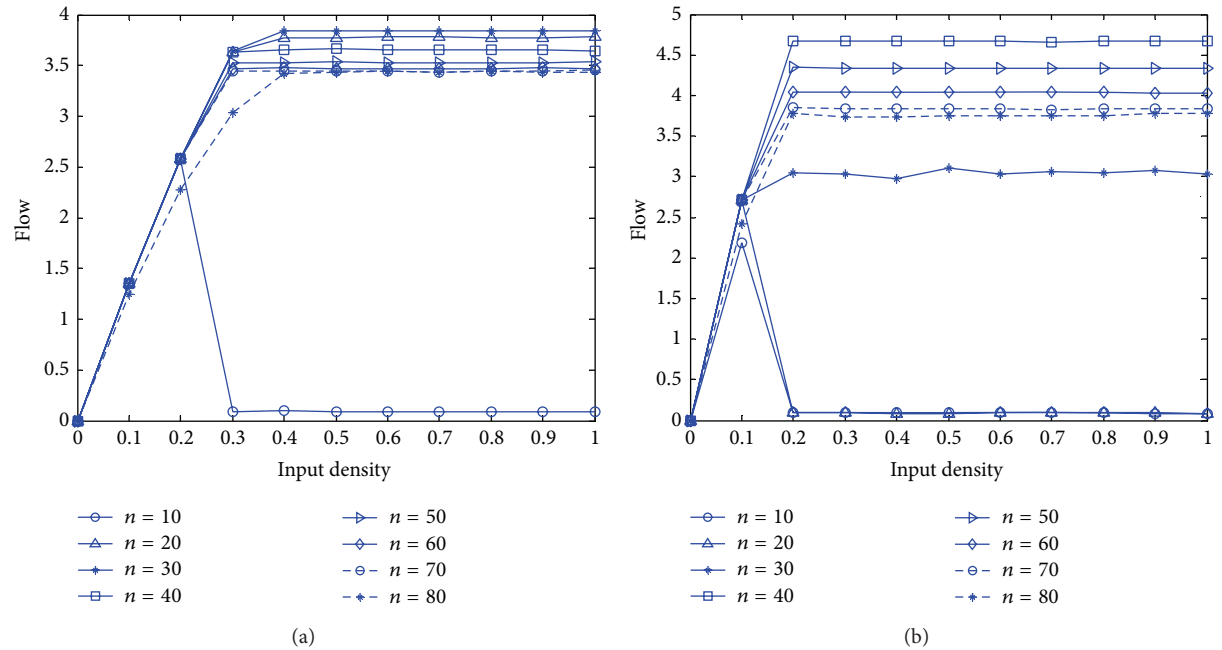 4
3.5
3
2.5
2
1.5
1
0.5
0
Flow
0 0.1 0.2 0.3 0.4 0.5 0.6 0.7 0.8 0.9 1
Input density
n = 10
n = 20
n = 30
n = 40
n = 50
n = 60
n = 70
n = 80
(a)
5
4.5
4
3.5
3
2.5
2
1.5
1
0.5
0
Flow
0 0.1 0.2 0.3 0.4 0.5 0.6 0.7 0.8 0.9 1
Input density
n = 10
n = 20
n = 30
n = 40
n = 50
n = 60
n = 70
n = 80
(b)